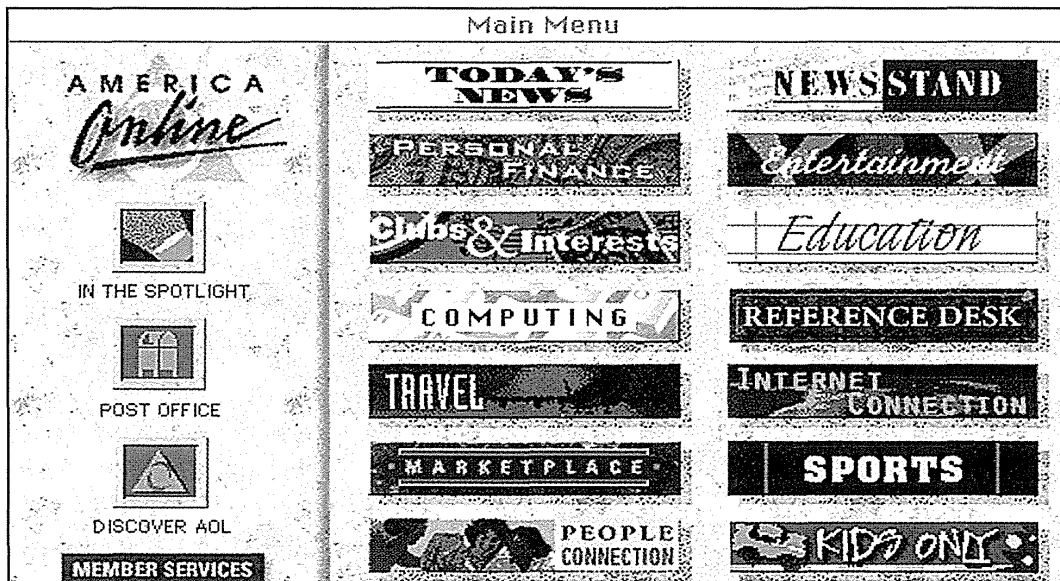 Main Menu
AMERICA
Online
IN THE SPOTLIGHT
POST OFFICE
DISCOVER AOL
MEMBER SERVICES
TODAY'S
NEWS
NEWSSTAND
PERSONAL
FINANCE
Entertainment
Clubs & Interests
Education
COMPUTING
REFERENCE DESK
TRAVEL
INTERNET
CONNECTION
MARKETPLACE
SPORTS
PEOPLE
CONNECTION
KIDS ONLY